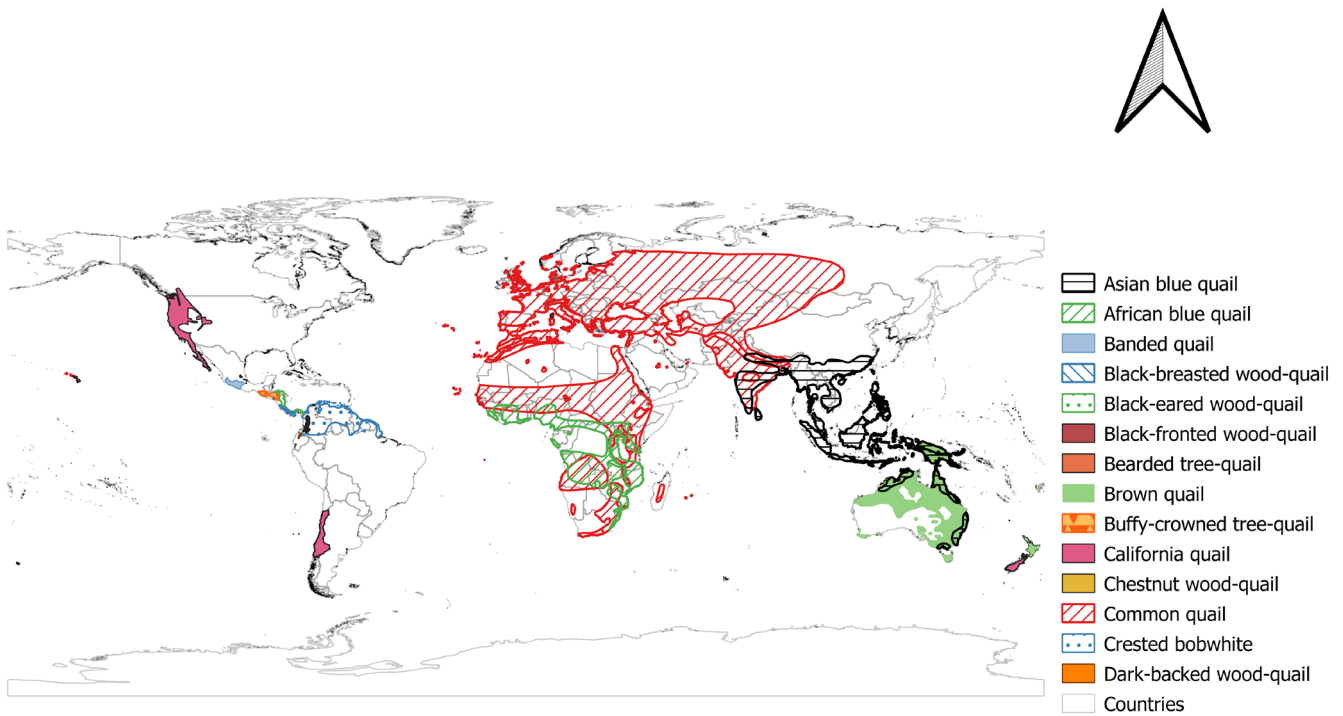 Asian blue quail
African blue quail
Banded quail
Black-breasted wood-quail
Black-eared wood-quail
Black-fronted wood-quail
Bearded tree-quail
Brown quail
Buffy-crowned tree-quail
California quail
Chestnut wood-quail
Common quail
Crested bobwhite
Dark-backed wood-quail
Countries